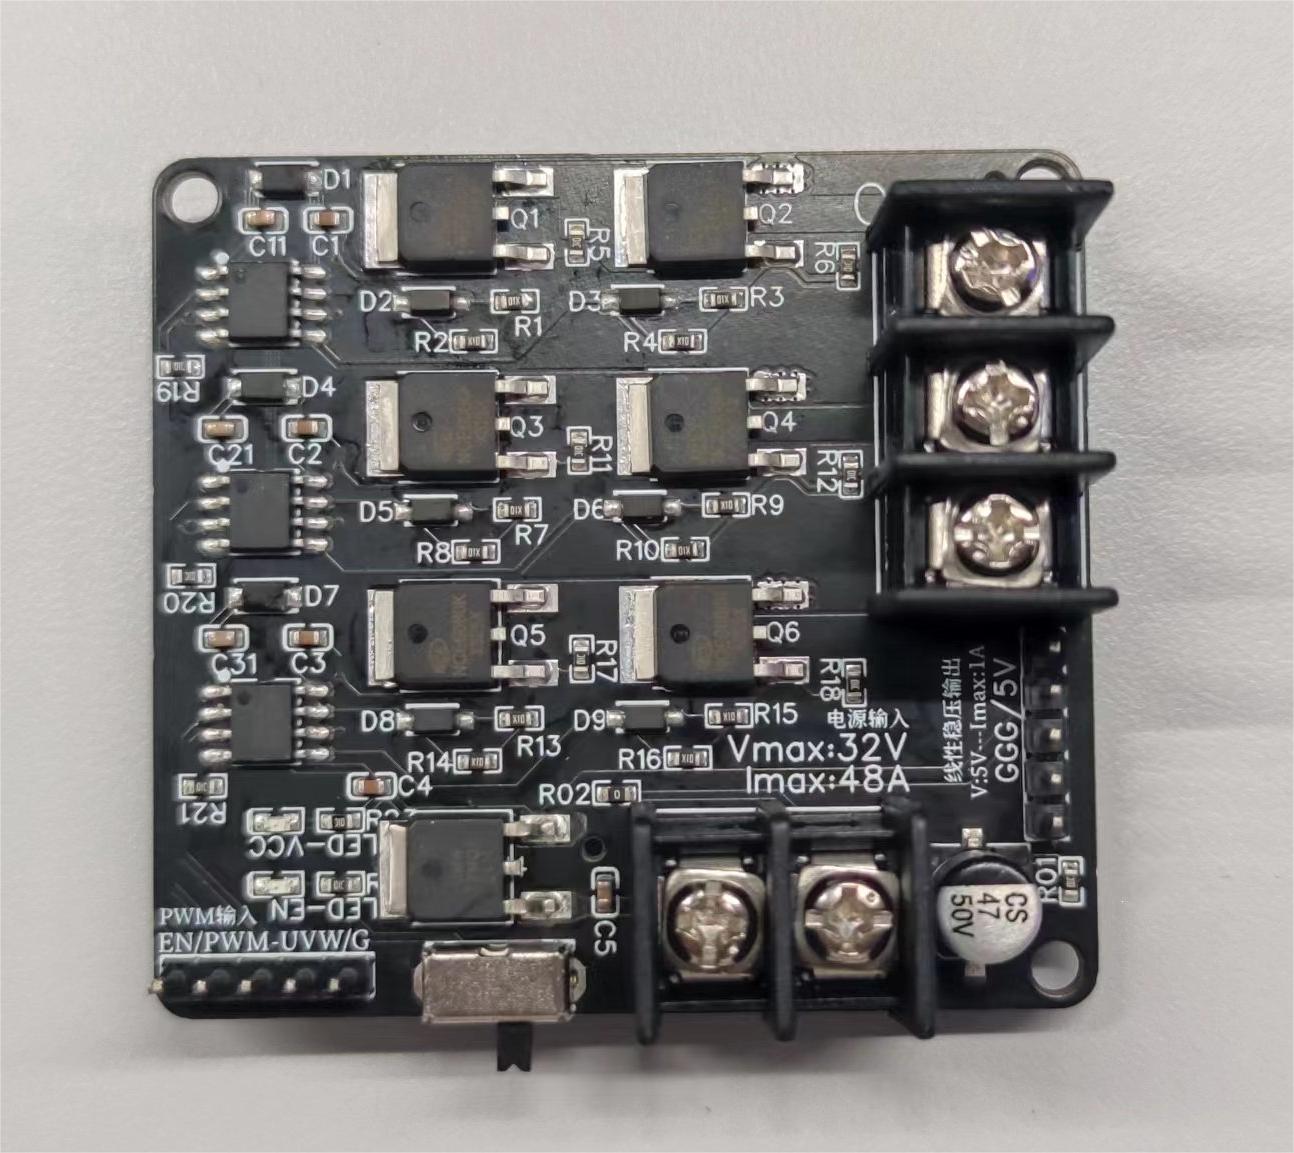 D1
C11
C1
Q1
R5
Q2
R6
D2
R1
R2
D3
R3
R4
R19
D4
C21
C2
Q3
R11
Q4
R12
D5
R7
R8
D6
R9
R10
R20
D7
C31
C3
Q5
R17
Q6
R18
D8
R13
R14
D9
R15
R16
R21
C4
R02
电源输入
Vmax:32V
Imax:48A
线性稳压输出
V:5V---Imax:1A
GGG/5V
LED-VCC
LED-EN
PWM输入
EN/PWM-UVW/G
C5
R01
CS
47
50V